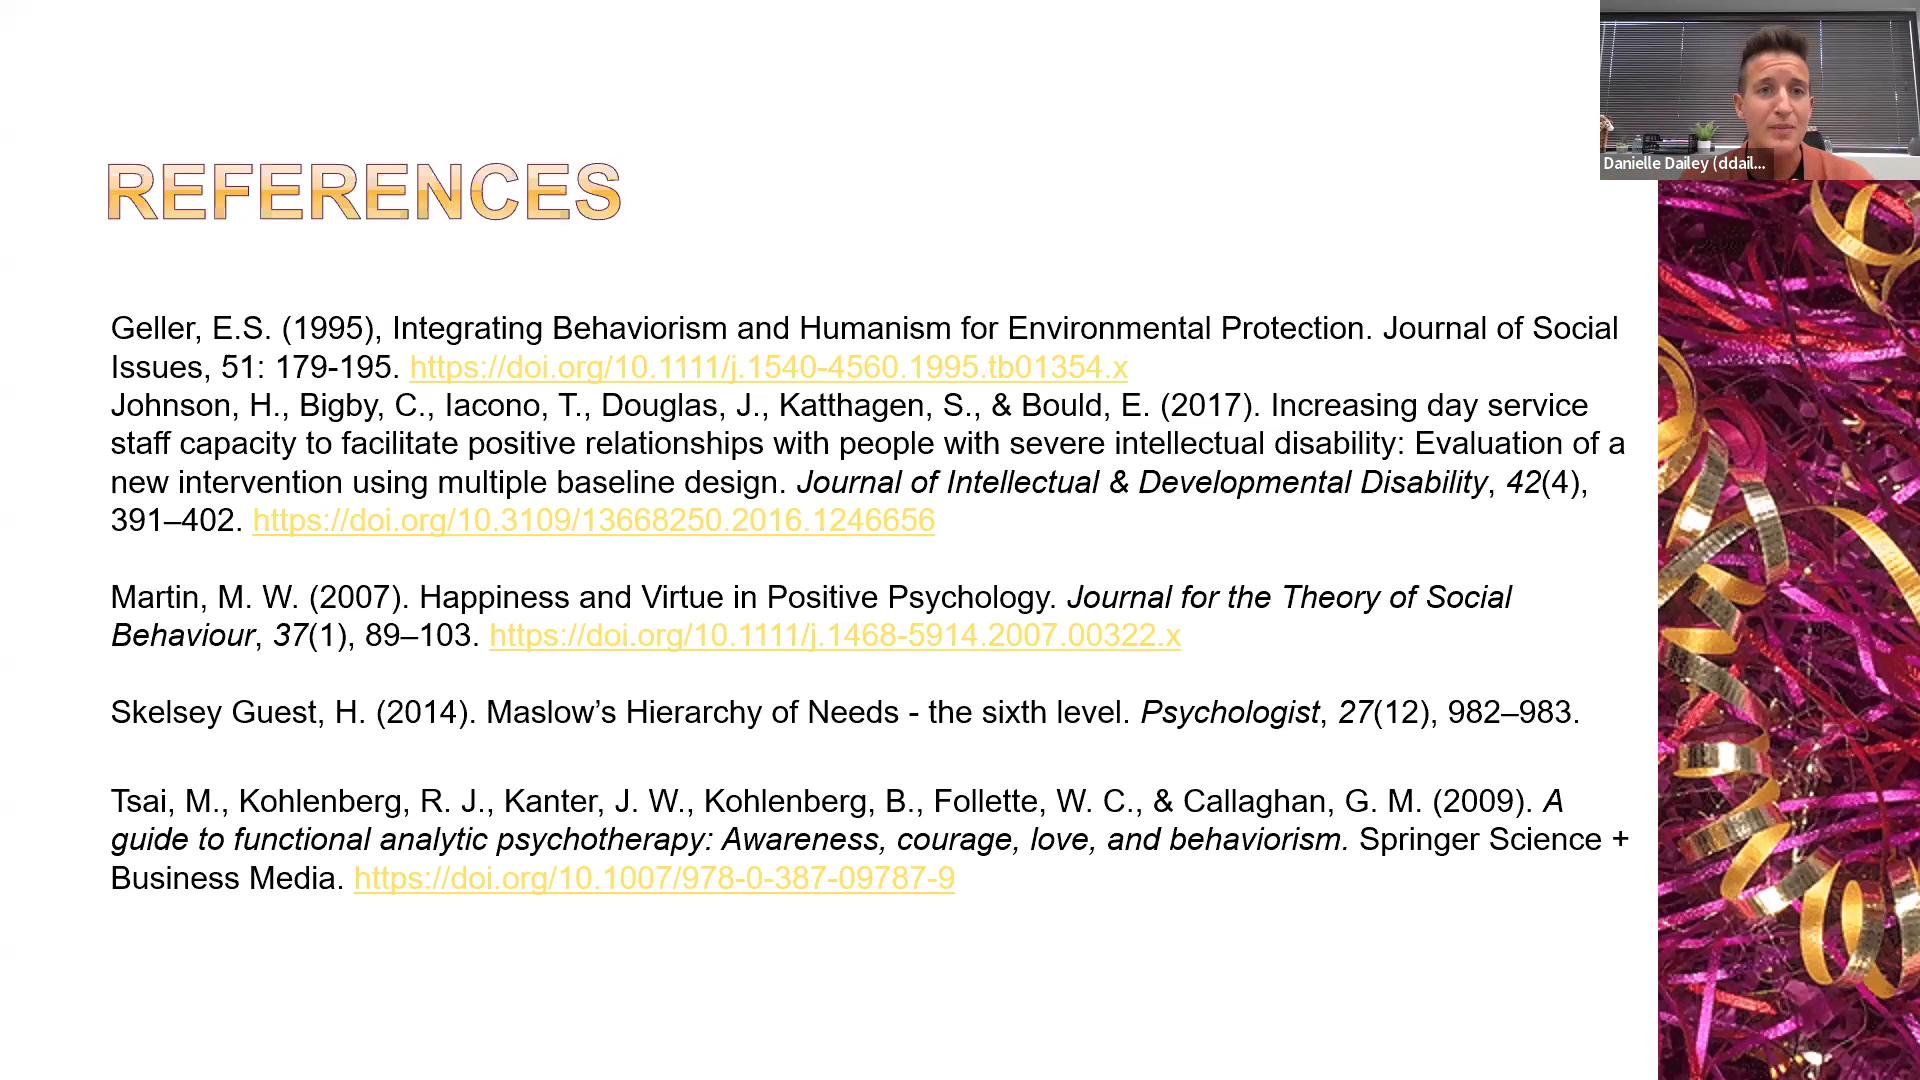 Danielle Dailey (ddail...
REFERENCES
Geller, E.S. (1995), Integrating Behaviorism and Humanism for Environmental Protection. Journal of Social
Issues, 51: 179-195. https://doi.org/10.1111/j.1540-4560.1995.tb01354.x
Johnson, H., Bigby, C., Iacono, T., Douglas, J., Katthagen, S., & Bould, E. (2017). Increasing day service
staff capacity to facilitate positive relationships with people with severe intellectual disability: Evaluation of a
new intervention using multiple baseline design. Journal of Intellectual & Developmental Disability, 42(4),
391–402. https://doi.org/10.3109/13668250.2016.1246656
Martin, M. W. (2007). Happiness and Virtue in Positive Psychology. Journal for the Theory of Social
Behaviour, 37(1), 89–103. https://doi.org/10.1111/j.1468-5914.2007.00322.x
Skelsey Guest, H. (2014). Maslow’s Hierarchy of Needs - the sixth level. Psychologist, 27(12), 982–983.
Tsai, M., Kohlenberg, R. J., Kanter, J. W., Kohlenberg, B., Follette, W. C., & Callaghan, G. M. (2009). A
guide to functional analytic psychotherapy: Awareness, courage, love, and behaviorism. Springer Science +
Business Media. https://doi.org/10.1007/978-0-387-09787-9